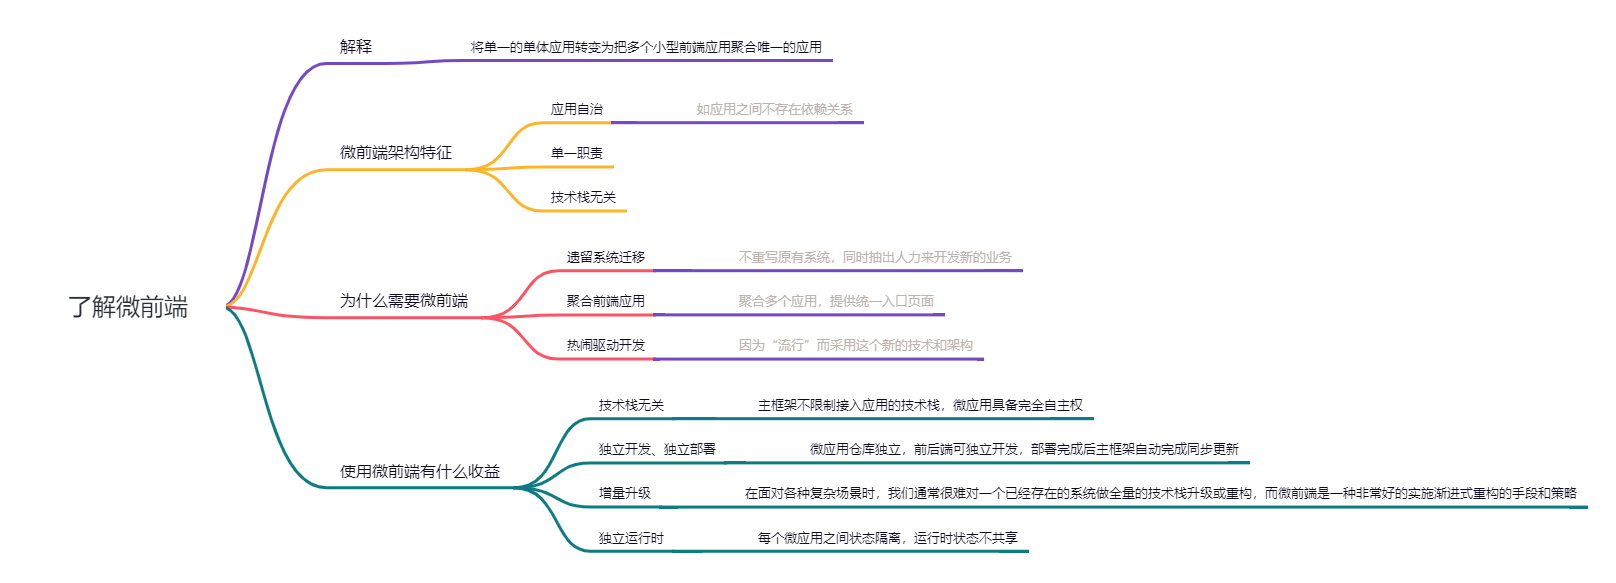 了解微前端
解释
将单一的单体应用转变为把多个小型前端应用聚合唯一的应用
微前端架构特征
应用自治
如应用之间不存在依赖关系
单一职责
技术栈无关
为什么需要微前端
遗留系统迁移
不重写原有系统，同时抽出人力来开发新的业务
聚合前端应用
聚合多个应用，提供统一入口页面
热闹驱动开发
因为“流行”而采用这个新的技术和架构
使用微前端有什么收益
技术栈无关
主框架不限制接入应用的技术栈，微应用具备完全自主权
独立开发、独立部署
微应用仓库独立，前后端可独立开发，部署完成后主框架自动完成同步更新
增量升级
在面对各种复杂场景时，我们通常很难对一个已经存在的系统做全量的技术栈升级或重构，而微前端是一种非常好的实施渐进式重构的手段和策略
独立运行时
每个微应用之间状态隔离，运行时状态不共享